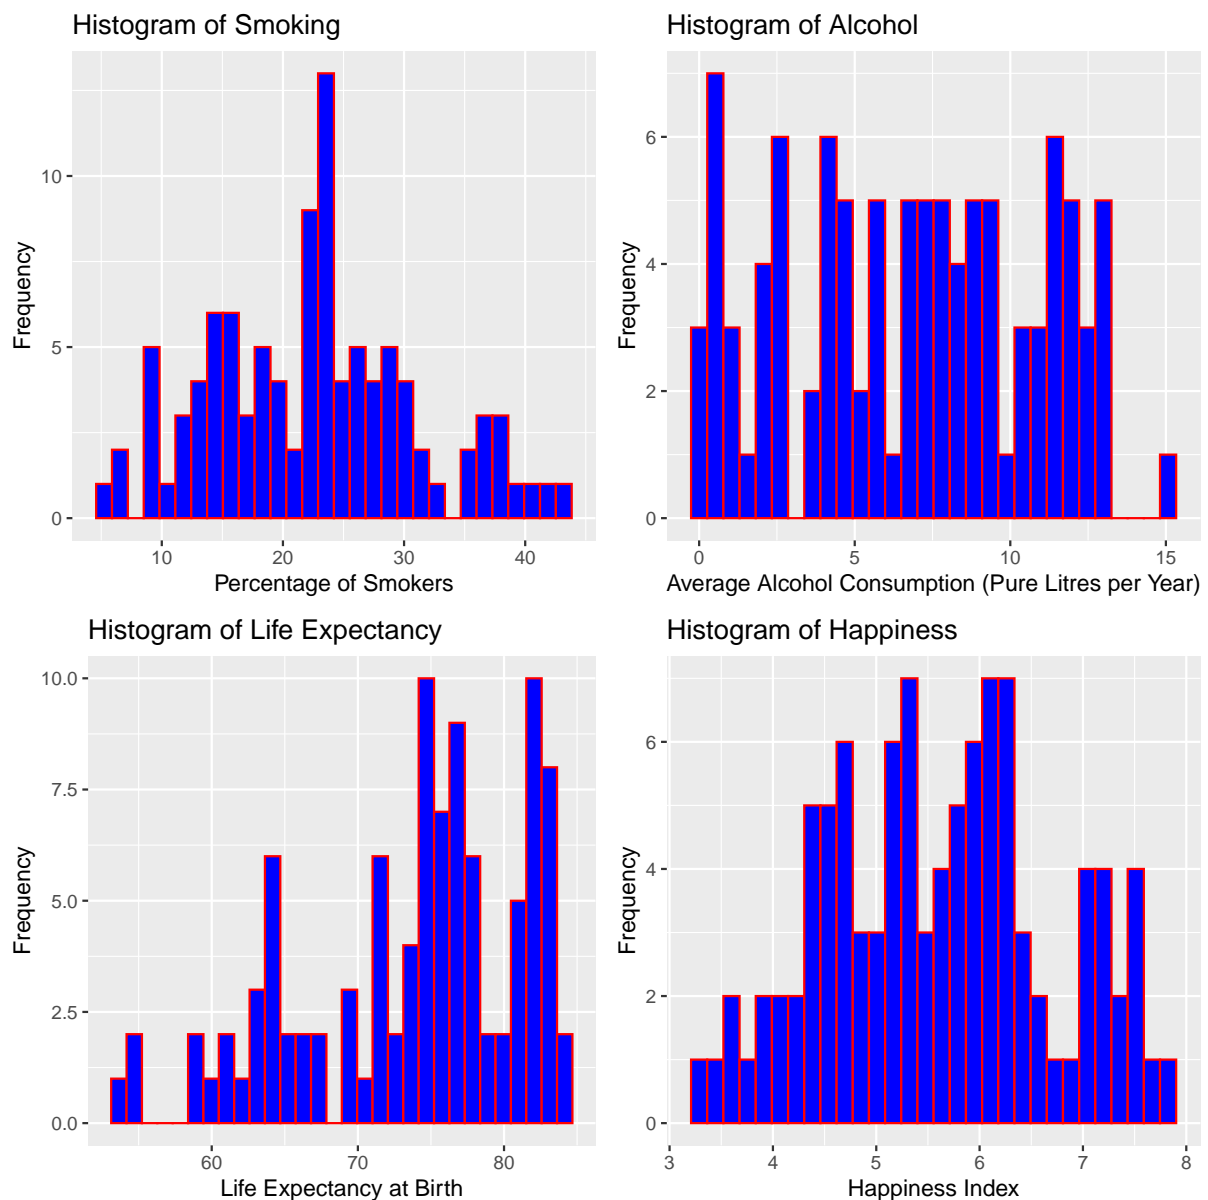 Histogram of Smoking
Frequency
10
5
0
10 20 30 40
Percentage of Smokers
Histogram of Alcohol
Frequency
6
4
2
0
0 5 10 15
Average Alcohol Consumption (Pure Litres per Year)
Histogram of Life Expectancy
Frequency
10.0
7.5
5.0
2.5
0.0
60 70 80
Life Expectancy at Birth
Histogram of Happiness
Frequency
6
4
2
0
3 4 5 6 7 8
Happiness Index